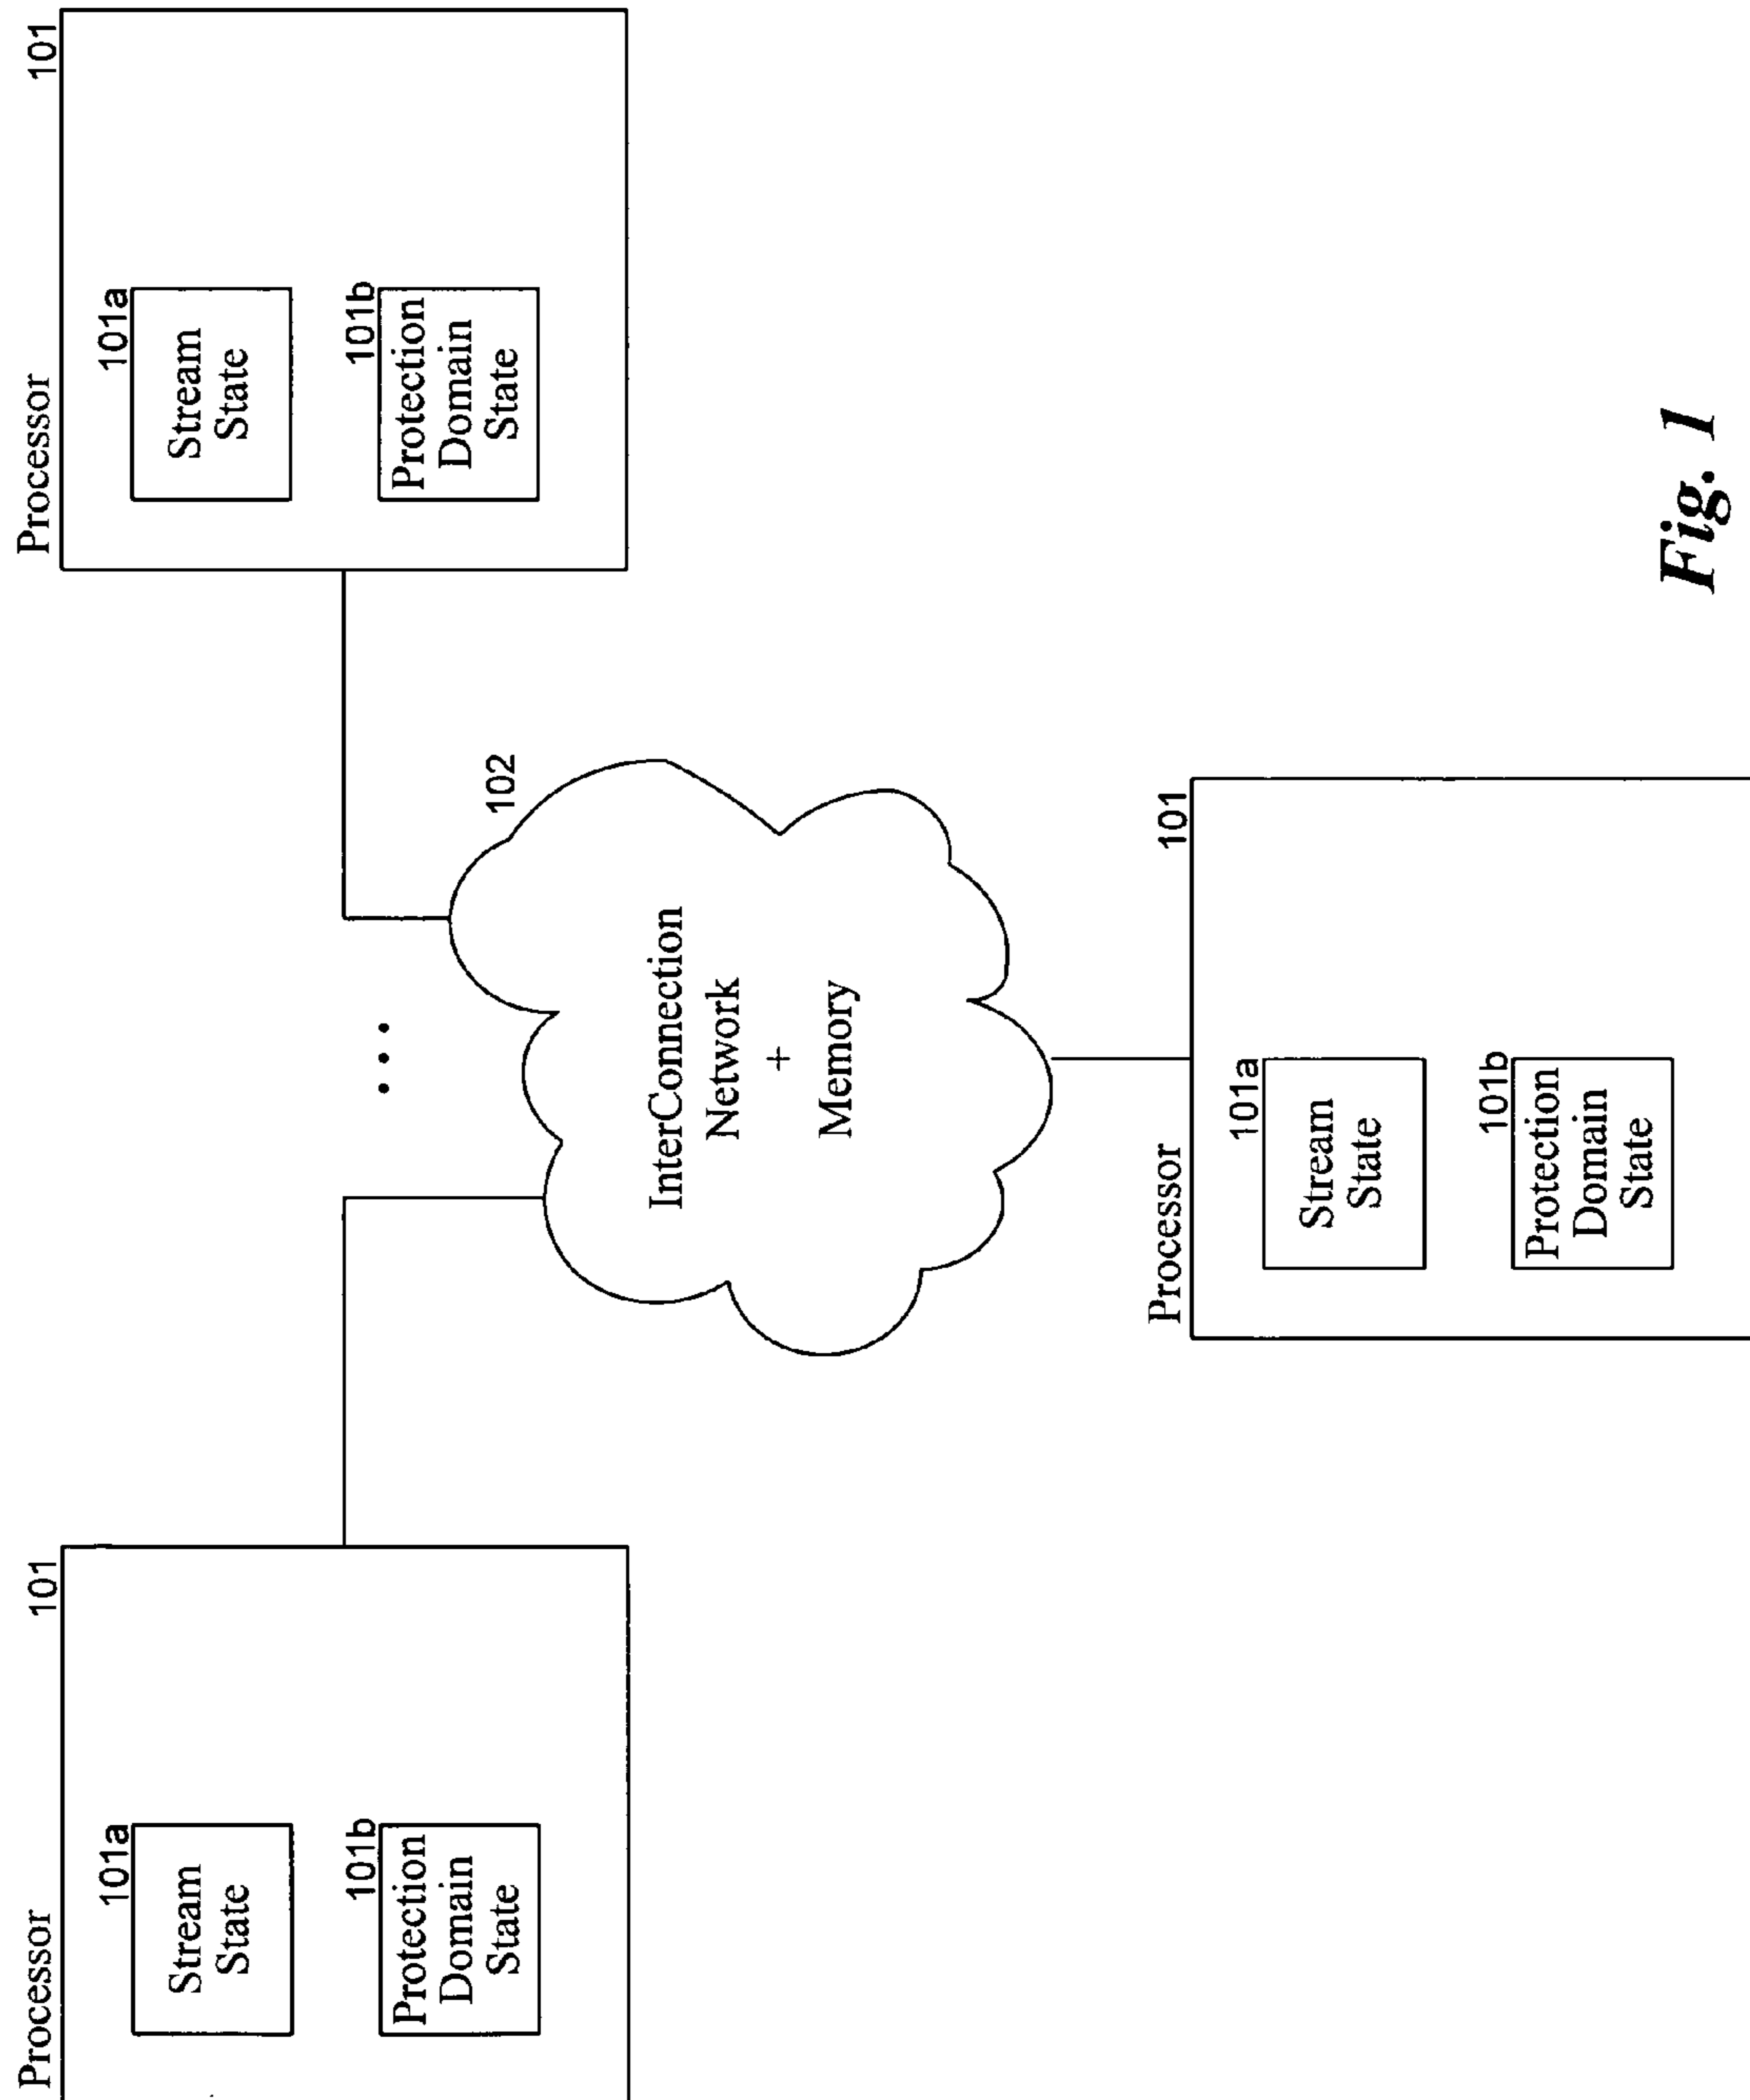 Processor
101
101a
Stream
State
101b
Protection
Domain
State
Processor
101
101a
Stream
State
101b
Protection
Domain
State
...
102
InterConnection
Network
+
Memory
Processor
101
101a
Stream
State
101b
Protection
Domain
State
Fig. 1